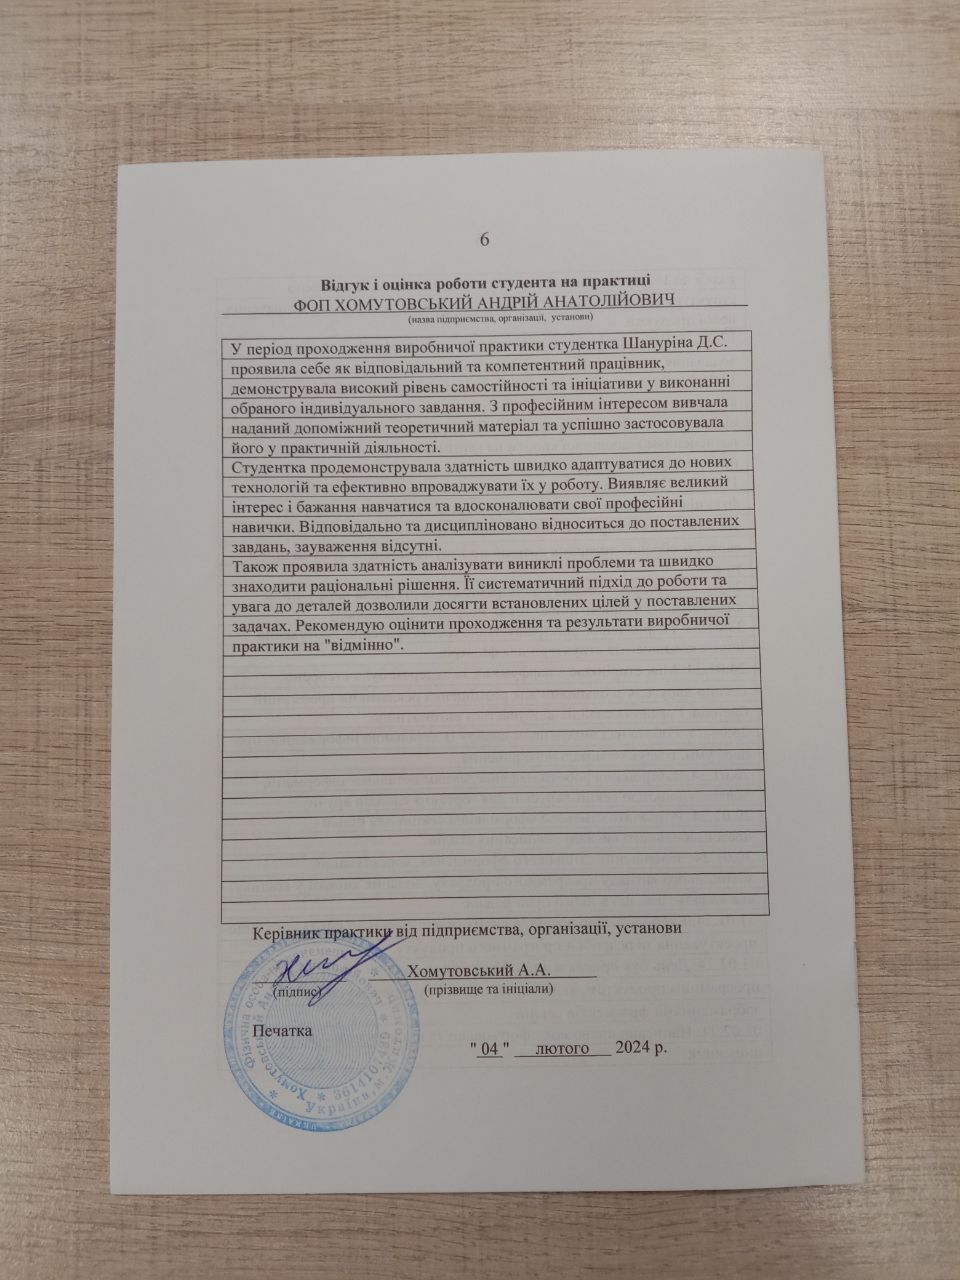 6
Відгук і оцінка роботи студента на практиці
ФОП ХОМУТОВСЬКИЙ АНДРІЙ АНАТОЛІЙОВИЧ
(назва підприємства, організації, установи)
У період проходження виробничої практики студентка Шануріна Д.С.
проявила себе як відповідальний та компетентний працівник,
демонструвала високий рівень самостійності та ініціативи у виконанні
обраного індивідуального завдання. З професійним інтересом вивчала
наданий допоміжний теоретичний матеріал та успішно застосовувала
його у практичній діяльності.
Студентка продемонструвала здатність швидко адаптуватися до нових
технологій та ефективно впроваджувати їх у роботу. Виявляє великий
інтерес і бажання навчатися та вдосконалювати свої професійні
навички. Відповідально та дисципліновано відноситься до поставлених
завдань, зауваження відсутні.
Також проявила здатність аналізувати виниклі проблеми та швидко
знаходити раціональні рішення. Її систематичний підхід до роботи та
увага до деталей дозволили досягти встановлених цілей у поставлених
задачах. Рекомендую оцінити проходження та результати виробничої
практики на "відмінно".
Керівник практики від підприємства, організації, установи
Хомутовський А.А.
(підпис) (прізвище та ініціали)
Печатка
" 04 " лютого 2024 р.
Фізична особа
Хомутовський
Україна, м.